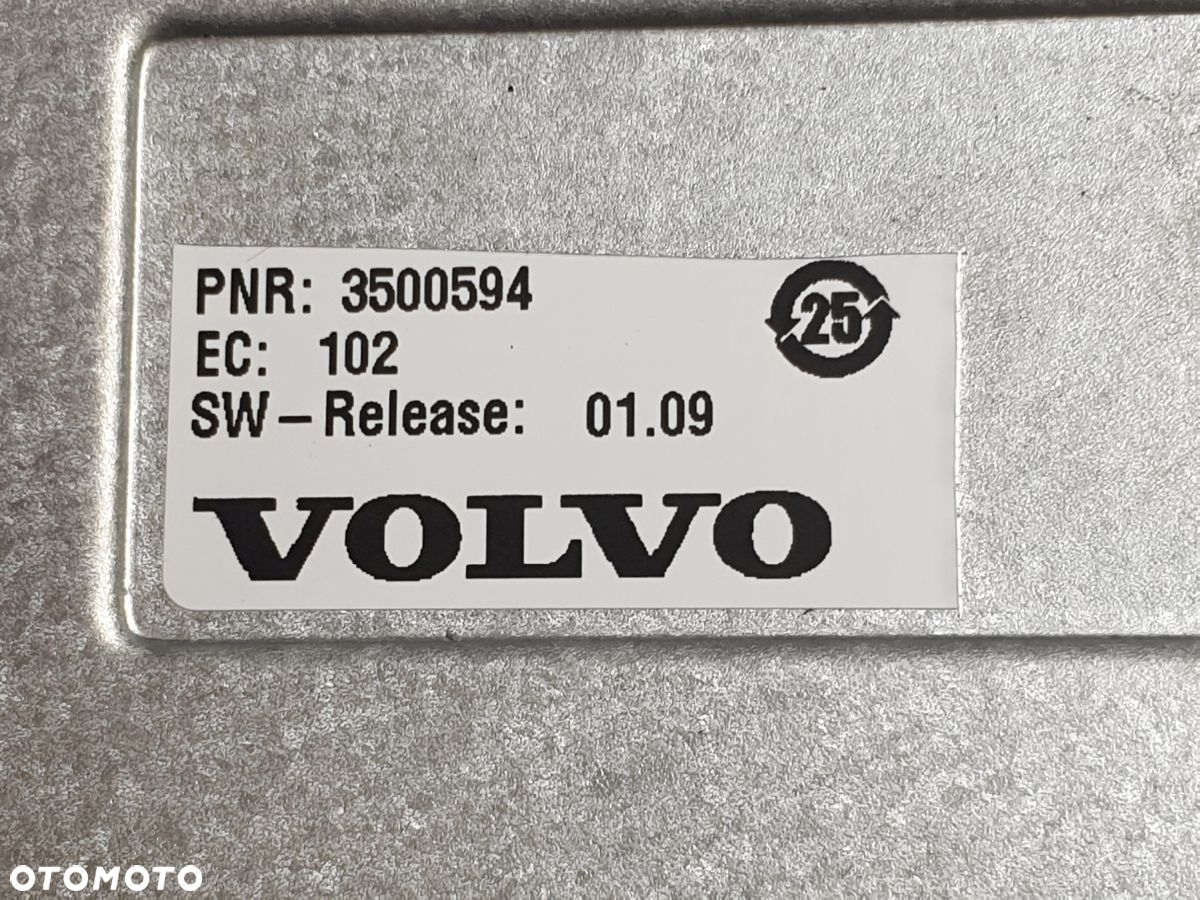 PNR: 3500594
25
EC: 102
SW-Release: 01.09
VOLVO
OTOMOTO